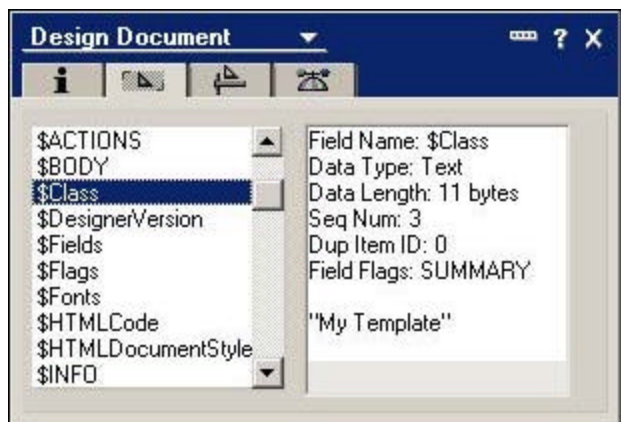 Design Document
? X
i
$ACTIONS
$BODY
$Class
$DesignerVersion
$Fields
$Flags
$Fonts
$HTMLCode
$HTMLDocumentStyle
$INFO
Field Name: $Class
Data Type: Text
Data Length: 11 bytes
Seq Num: 3
Dup Item ID: 0
Field Flags: SUMMARY
"My Template"